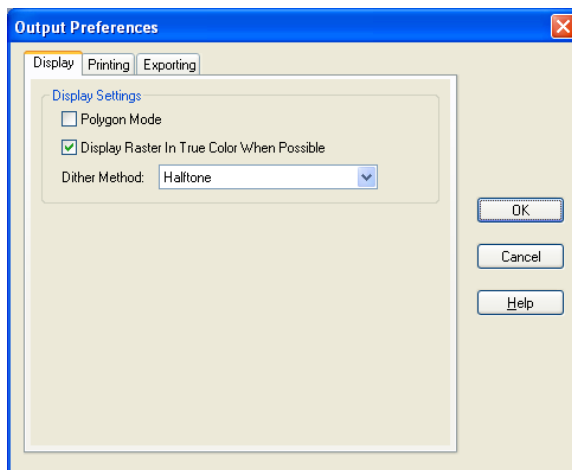 Output Preferences
Display Printing Exporting
Display Settings
Polygon Mode
Display Raster In True Color When Possible
Dither Method: Halftone
OK
Cancel
Help